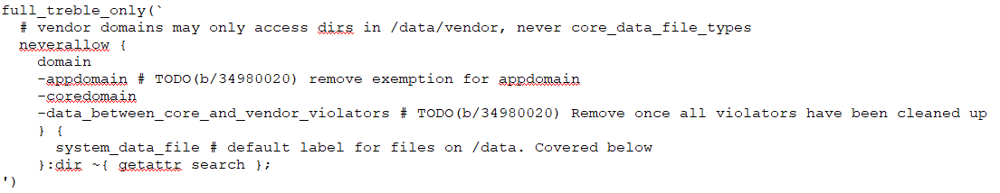 full_treble_only(`
# vendor domains may only access dirs in /data/vendor, never core_data_file_types
neverallow {
domain
-appdomain # TODO(b/34980020) remove exemption for appdomain
-coredomain
-data_between_core_and_vendor_violators # TODO(b/34980020) Remove once all violators have been cleaned up
} {
system_data_file # default label for files on /data. Covered below
}:dir ~{ getattr search };
')